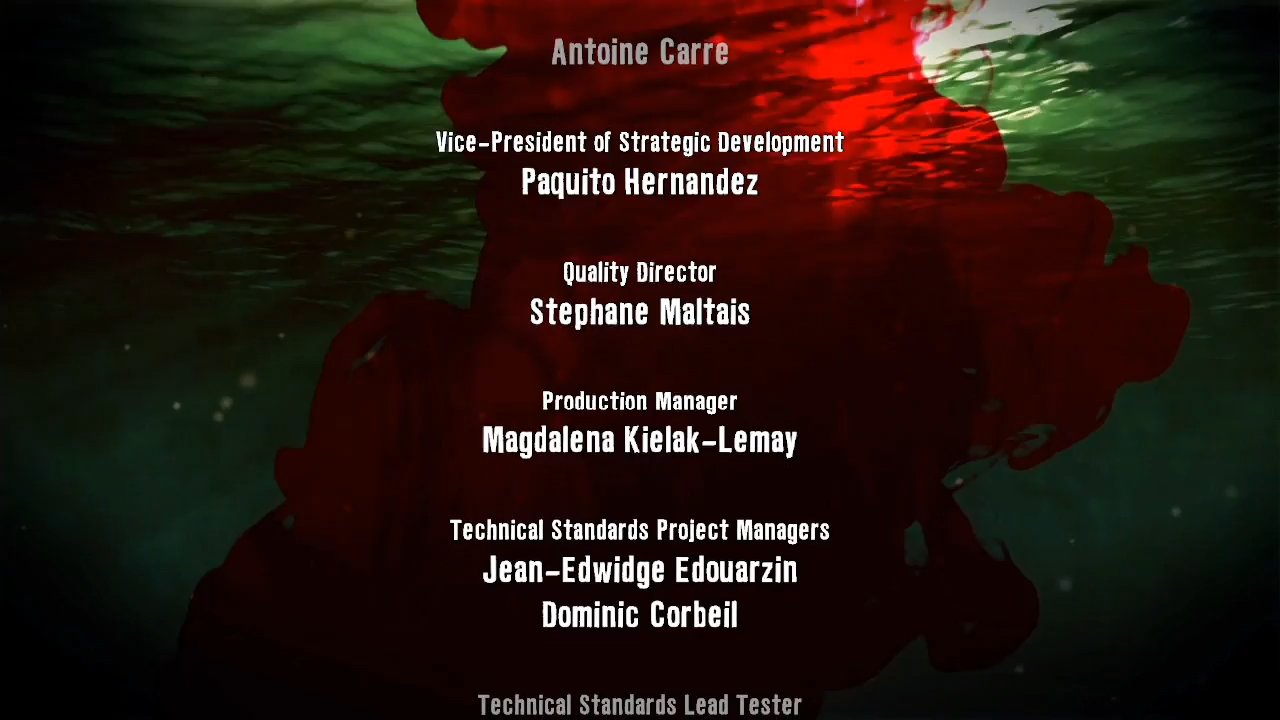 Antoine Carre
Vice-President of Strategic Development
Paquito Hernandez
Quality Director
Stephane Maltais
Production Manager
Magdalena Kielak-Lemay
Technical Standards Project Managers
Jean-Edwidge Edouarzin
Dominic Corbeil
Technical Standards Lead Tester